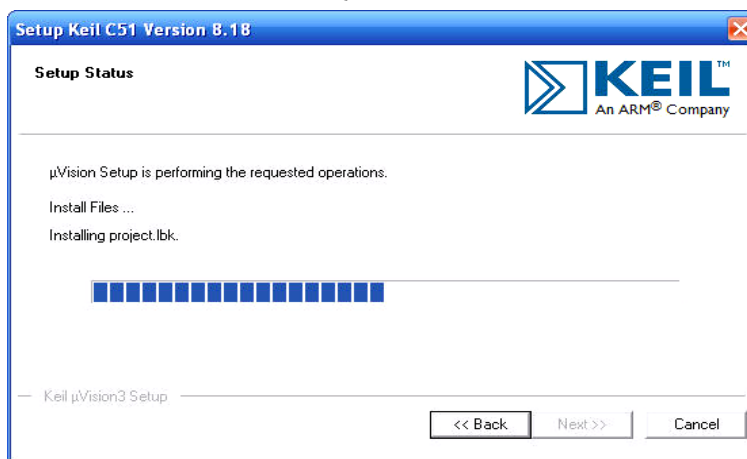 Setup Keil C51 Version 8.18
Setup Status
KEIL™
An ARM® Company
µVision Setup is performing the requested operations.
Install Files ...
Installing project.lbk.
Keil µVision3 Setup
<< Back Next >> Cancel